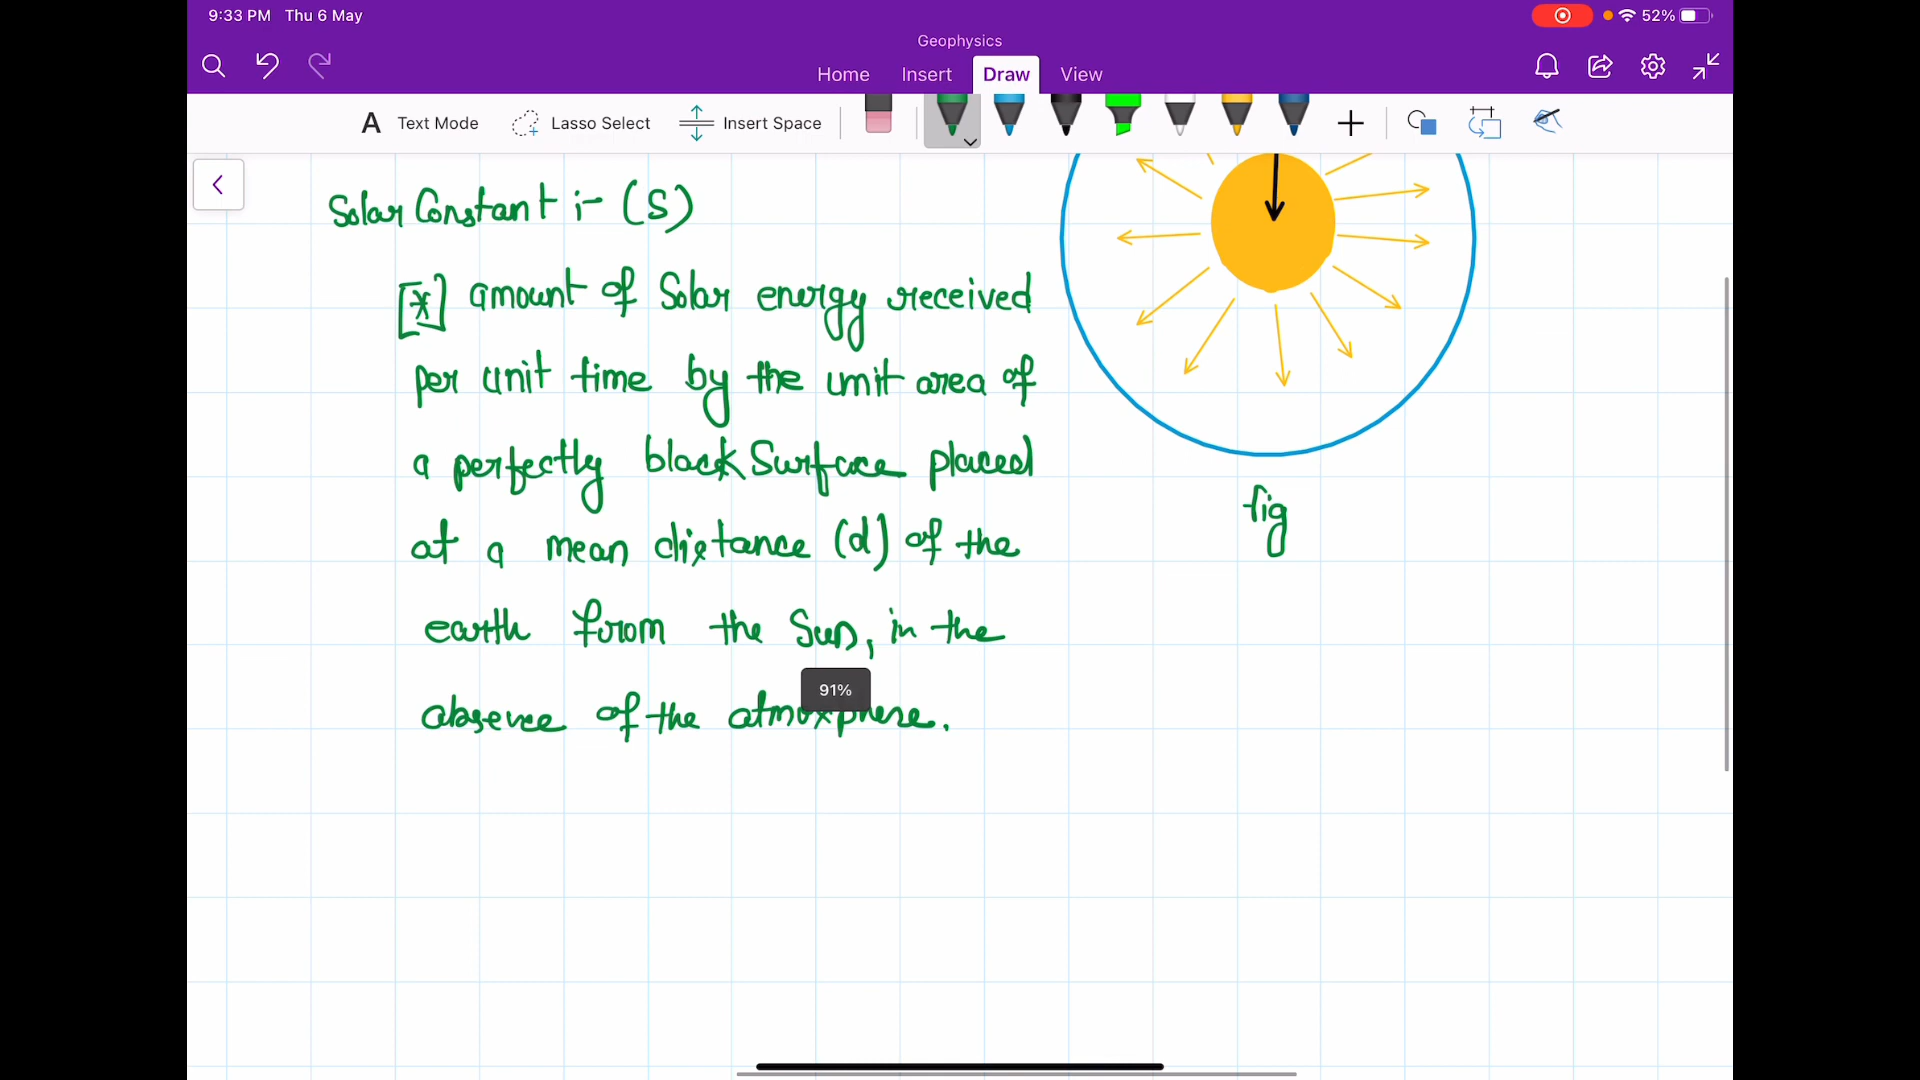 9:33 PM Thu 6 May
52%
Geophysics
Home Insert Draw View
A Text Mode Lasso Select Insert Space
Solar Constant :- (S)
[*] amount of Solar energy received
per unit time by the unit area of
a perfectly black Surface placed
at a mean distance (d) of the
earth from the Sun, in the
91%
absence of the atmosphere.
fig